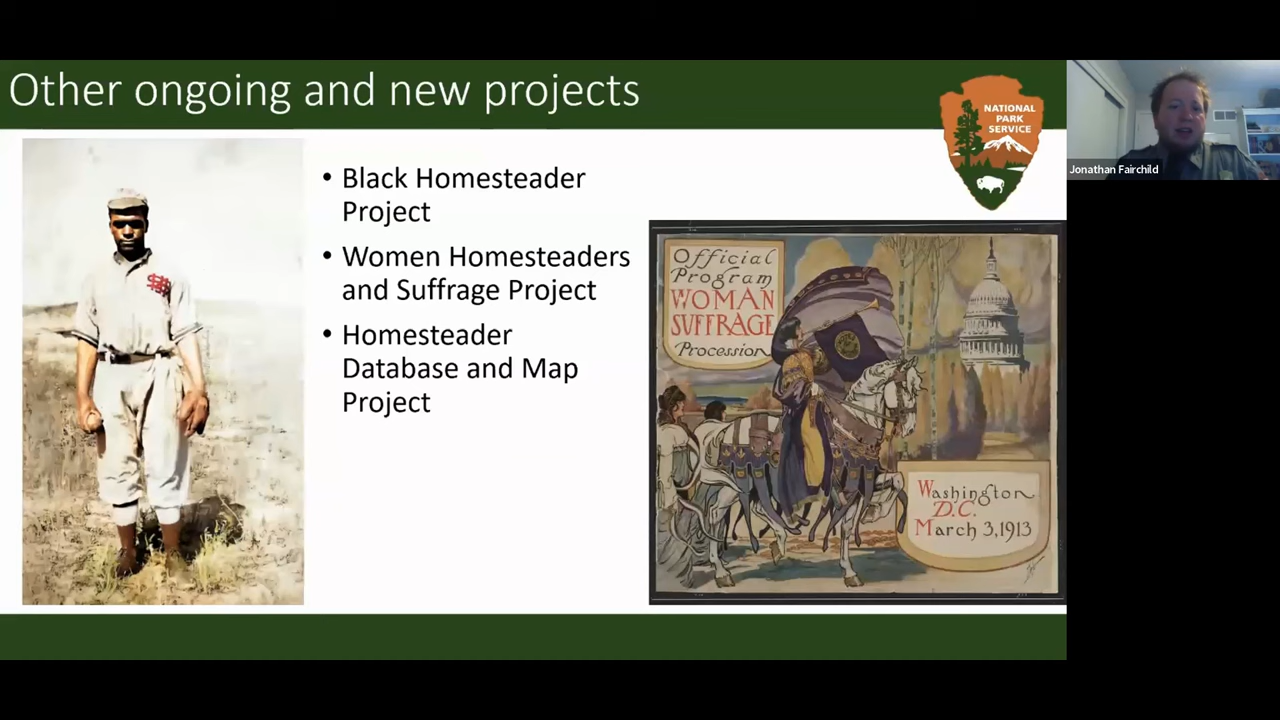 Other ongoing and new projects
NATIONAL
PARK
SERVICE
Jonathan Fairchild
• Black Homesteader
Project
• Women Homesteaders
and Suffrage Project
• Homesteader
Database and Map
Project
Official
Program
WOMAN
SUFFRAGE
Procession
Washington
D.C.
March 3, 1913